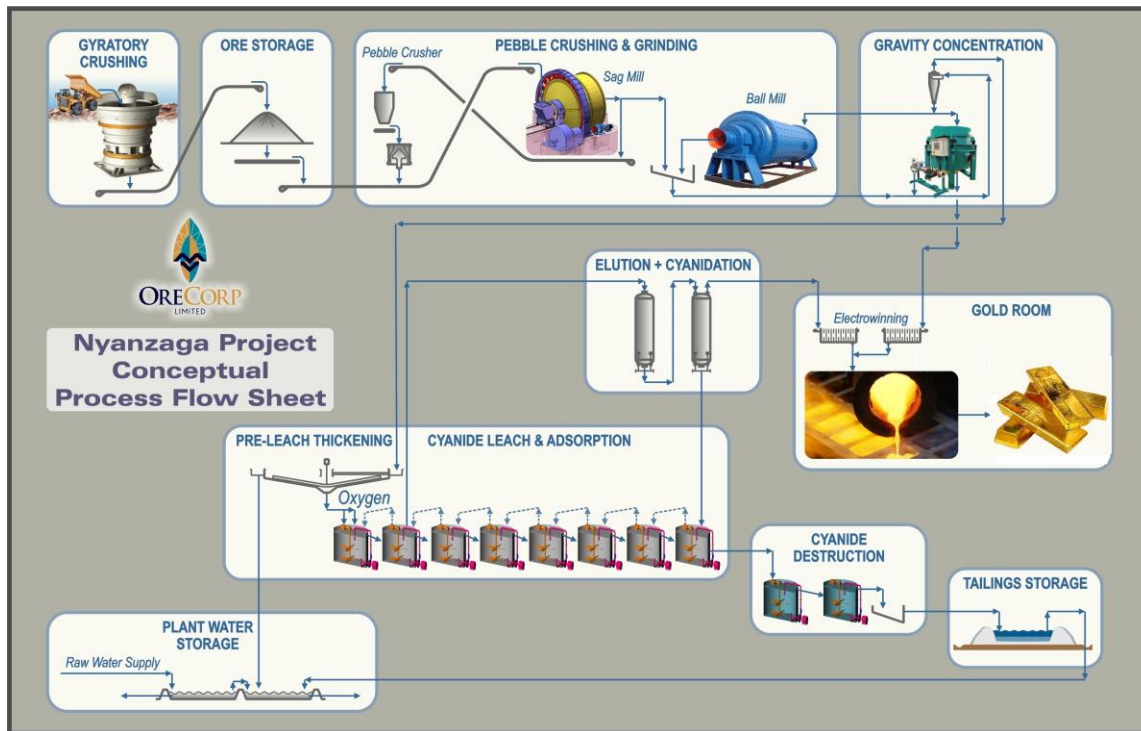 GYRATORY
CRUSHING
ORE STORAGE
PEBBLE CRUSHING & GRINDING
Pebble Crusher
Sag Mill
Ball Mill
GRAVITY CONCENTRATION
ORECORP
LIMITED
Nyanzaga Project
Conceptual
Process Flow Sheet
ELUTION + CYANIDATION
GOLD ROOM
Electrowinning
PRE-LEACH THICKENING
CYANIDE LEACH & ADSORPTION
Oxygen
CYANIDE
DESTRUCTION
TAILINGS STORAGE
PLANT WATER
STORAGE
Raw Water Supply